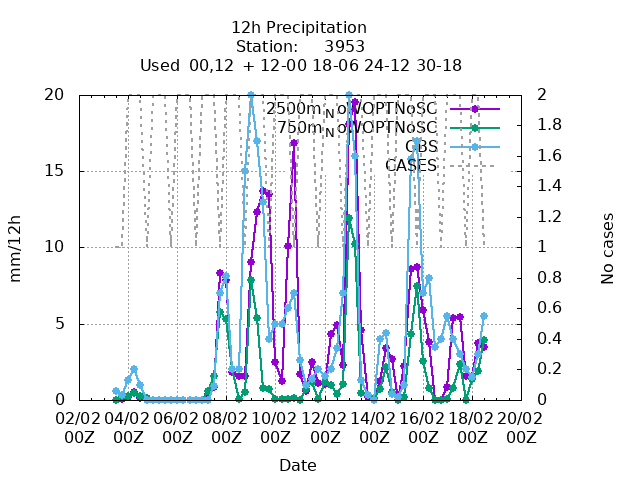 12h Precipitation
Station: 3953
Used 00,12 + 12-00 18-06 24-12 30-18
2500m_NoWOPTNoSC
750m_NoWOPTNoSC
OBS
CASES
mm/12h
20
15
10
5
0
No cases
2
1.8
1.6
1.4
1.2
1
0.8
0.6
0.4
0.2
0
02/02 04/02 06/02 08/02 10/02 12/02 14/02 16/02 18/02 20/02
00Z 00Z 00Z 00Z 00Z 00Z 00Z 00Z 00Z 00Z
Date